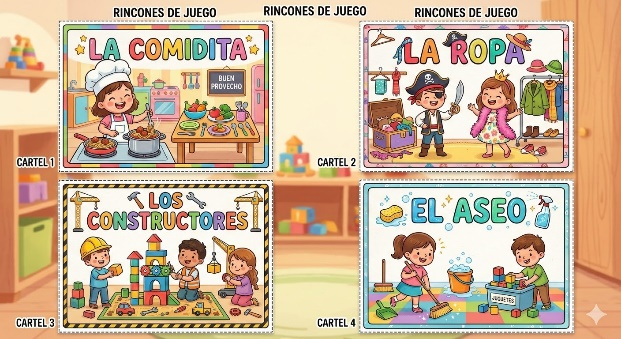 RINCONES DE JUEGO
RINCONES DE JUEGO
RINCONES DE JUEGO
LA COMIDITA
BUEN
PROVECHO
CARTEL 1
LA ROPA
CARTEL 2
LOS
CONSTRUCTORES
CARTEL 3
EL ASEO
JUGUETES
CARTEL 4